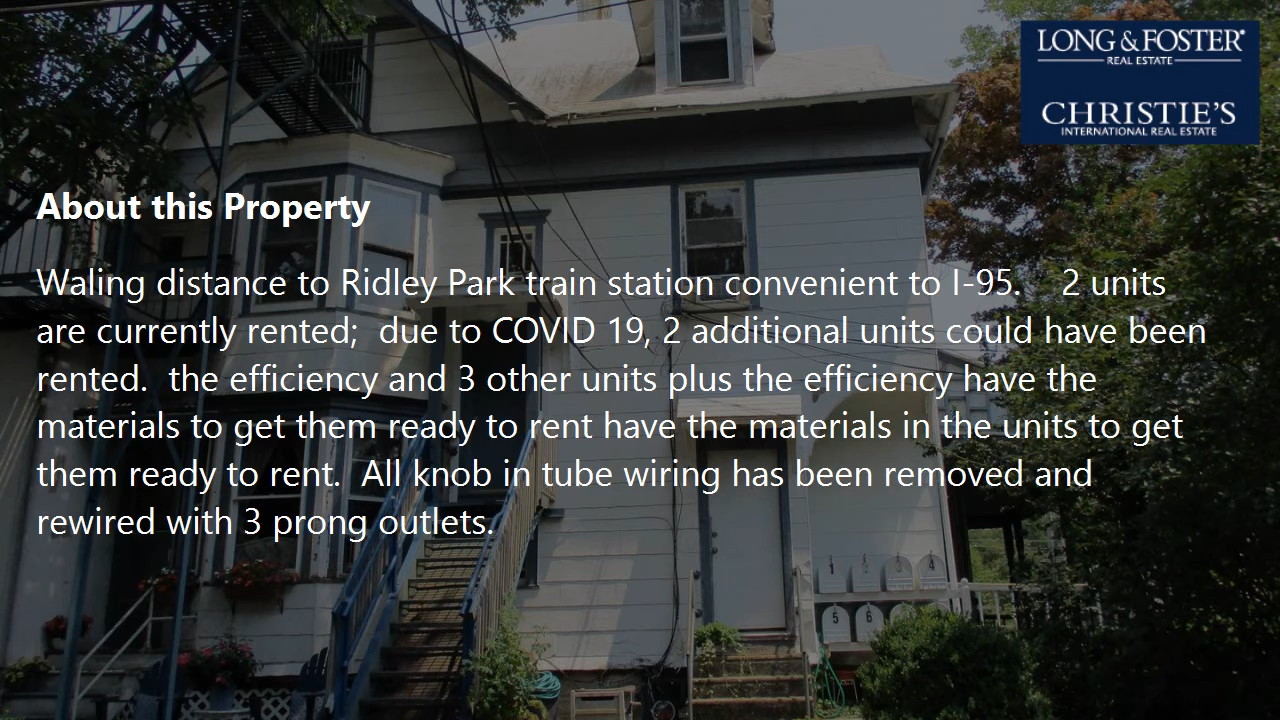 LONG & FOSTER®
REAL ESTATE
CHRISTIE'S
INTERNATIONAL REAL ESTATE
About this Property
Waling distance to Ridley Park train station convenient to I-95.    2 units
are currently rented;  due to COVID 19, 2 additional units could have been
rented.  the efficiency and 3 other units plus the efficiency have the
materials to get them ready to rent have the materials in the units to get
them ready to rent.  All knob in tube wiring has been removed and
rewired with 3 prong outlets.
1 4
5 6